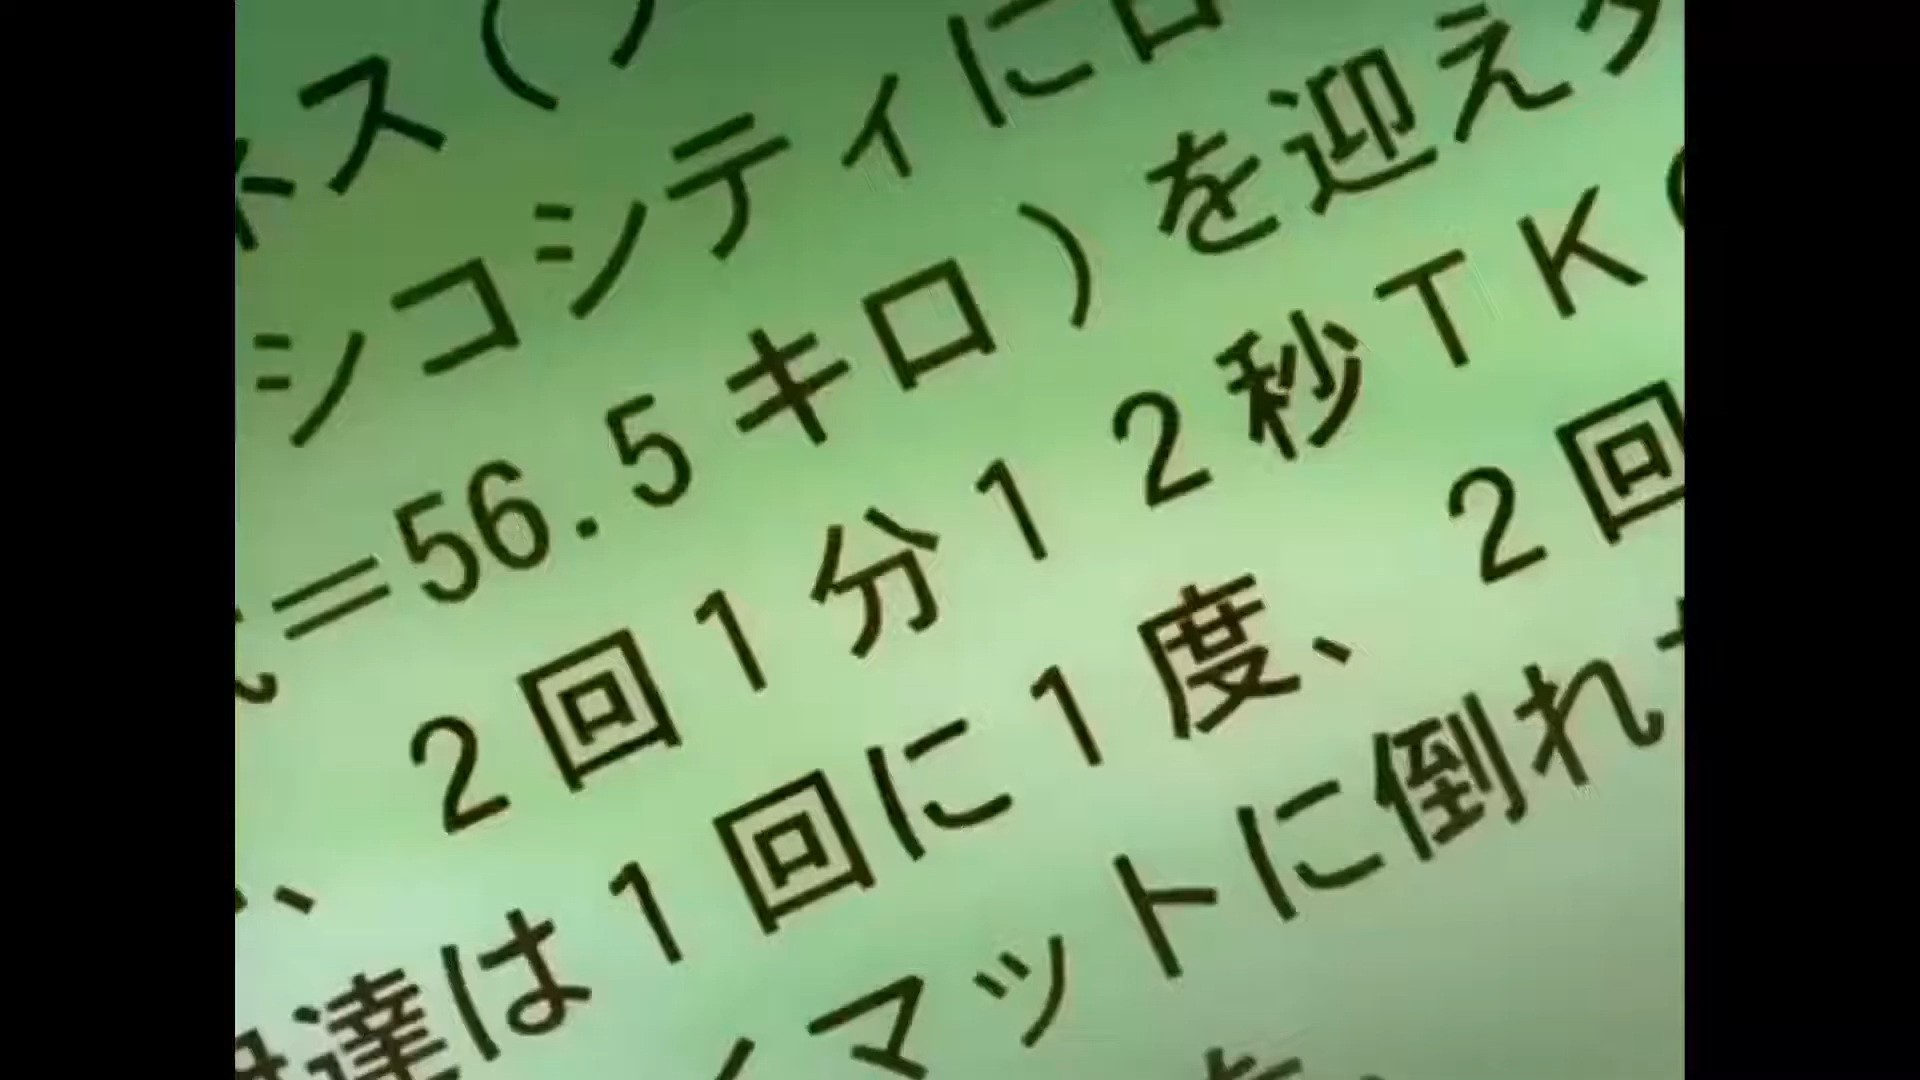 ネス（
シコシティにロ
=56.5キロ）を迎え
2回1分12秒TK
達は1回に1度、2回
マットに倒れ